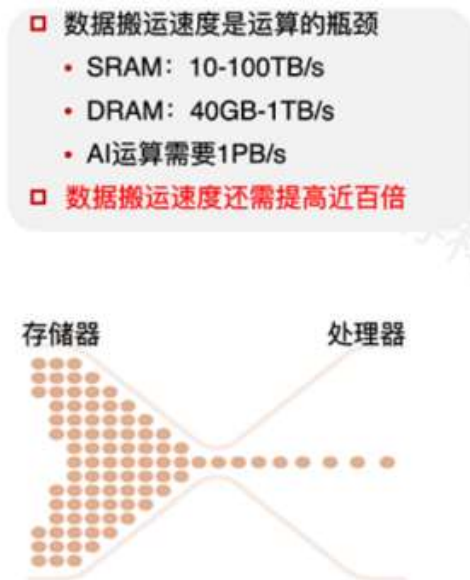 数据搬运速度是运算的瓶颈
SRAM：10-100TB/s
DRAM：40GB-1TB/s
AI运算需要1PB/s
数据搬运速度还需提高近百倍
存储器 处理器